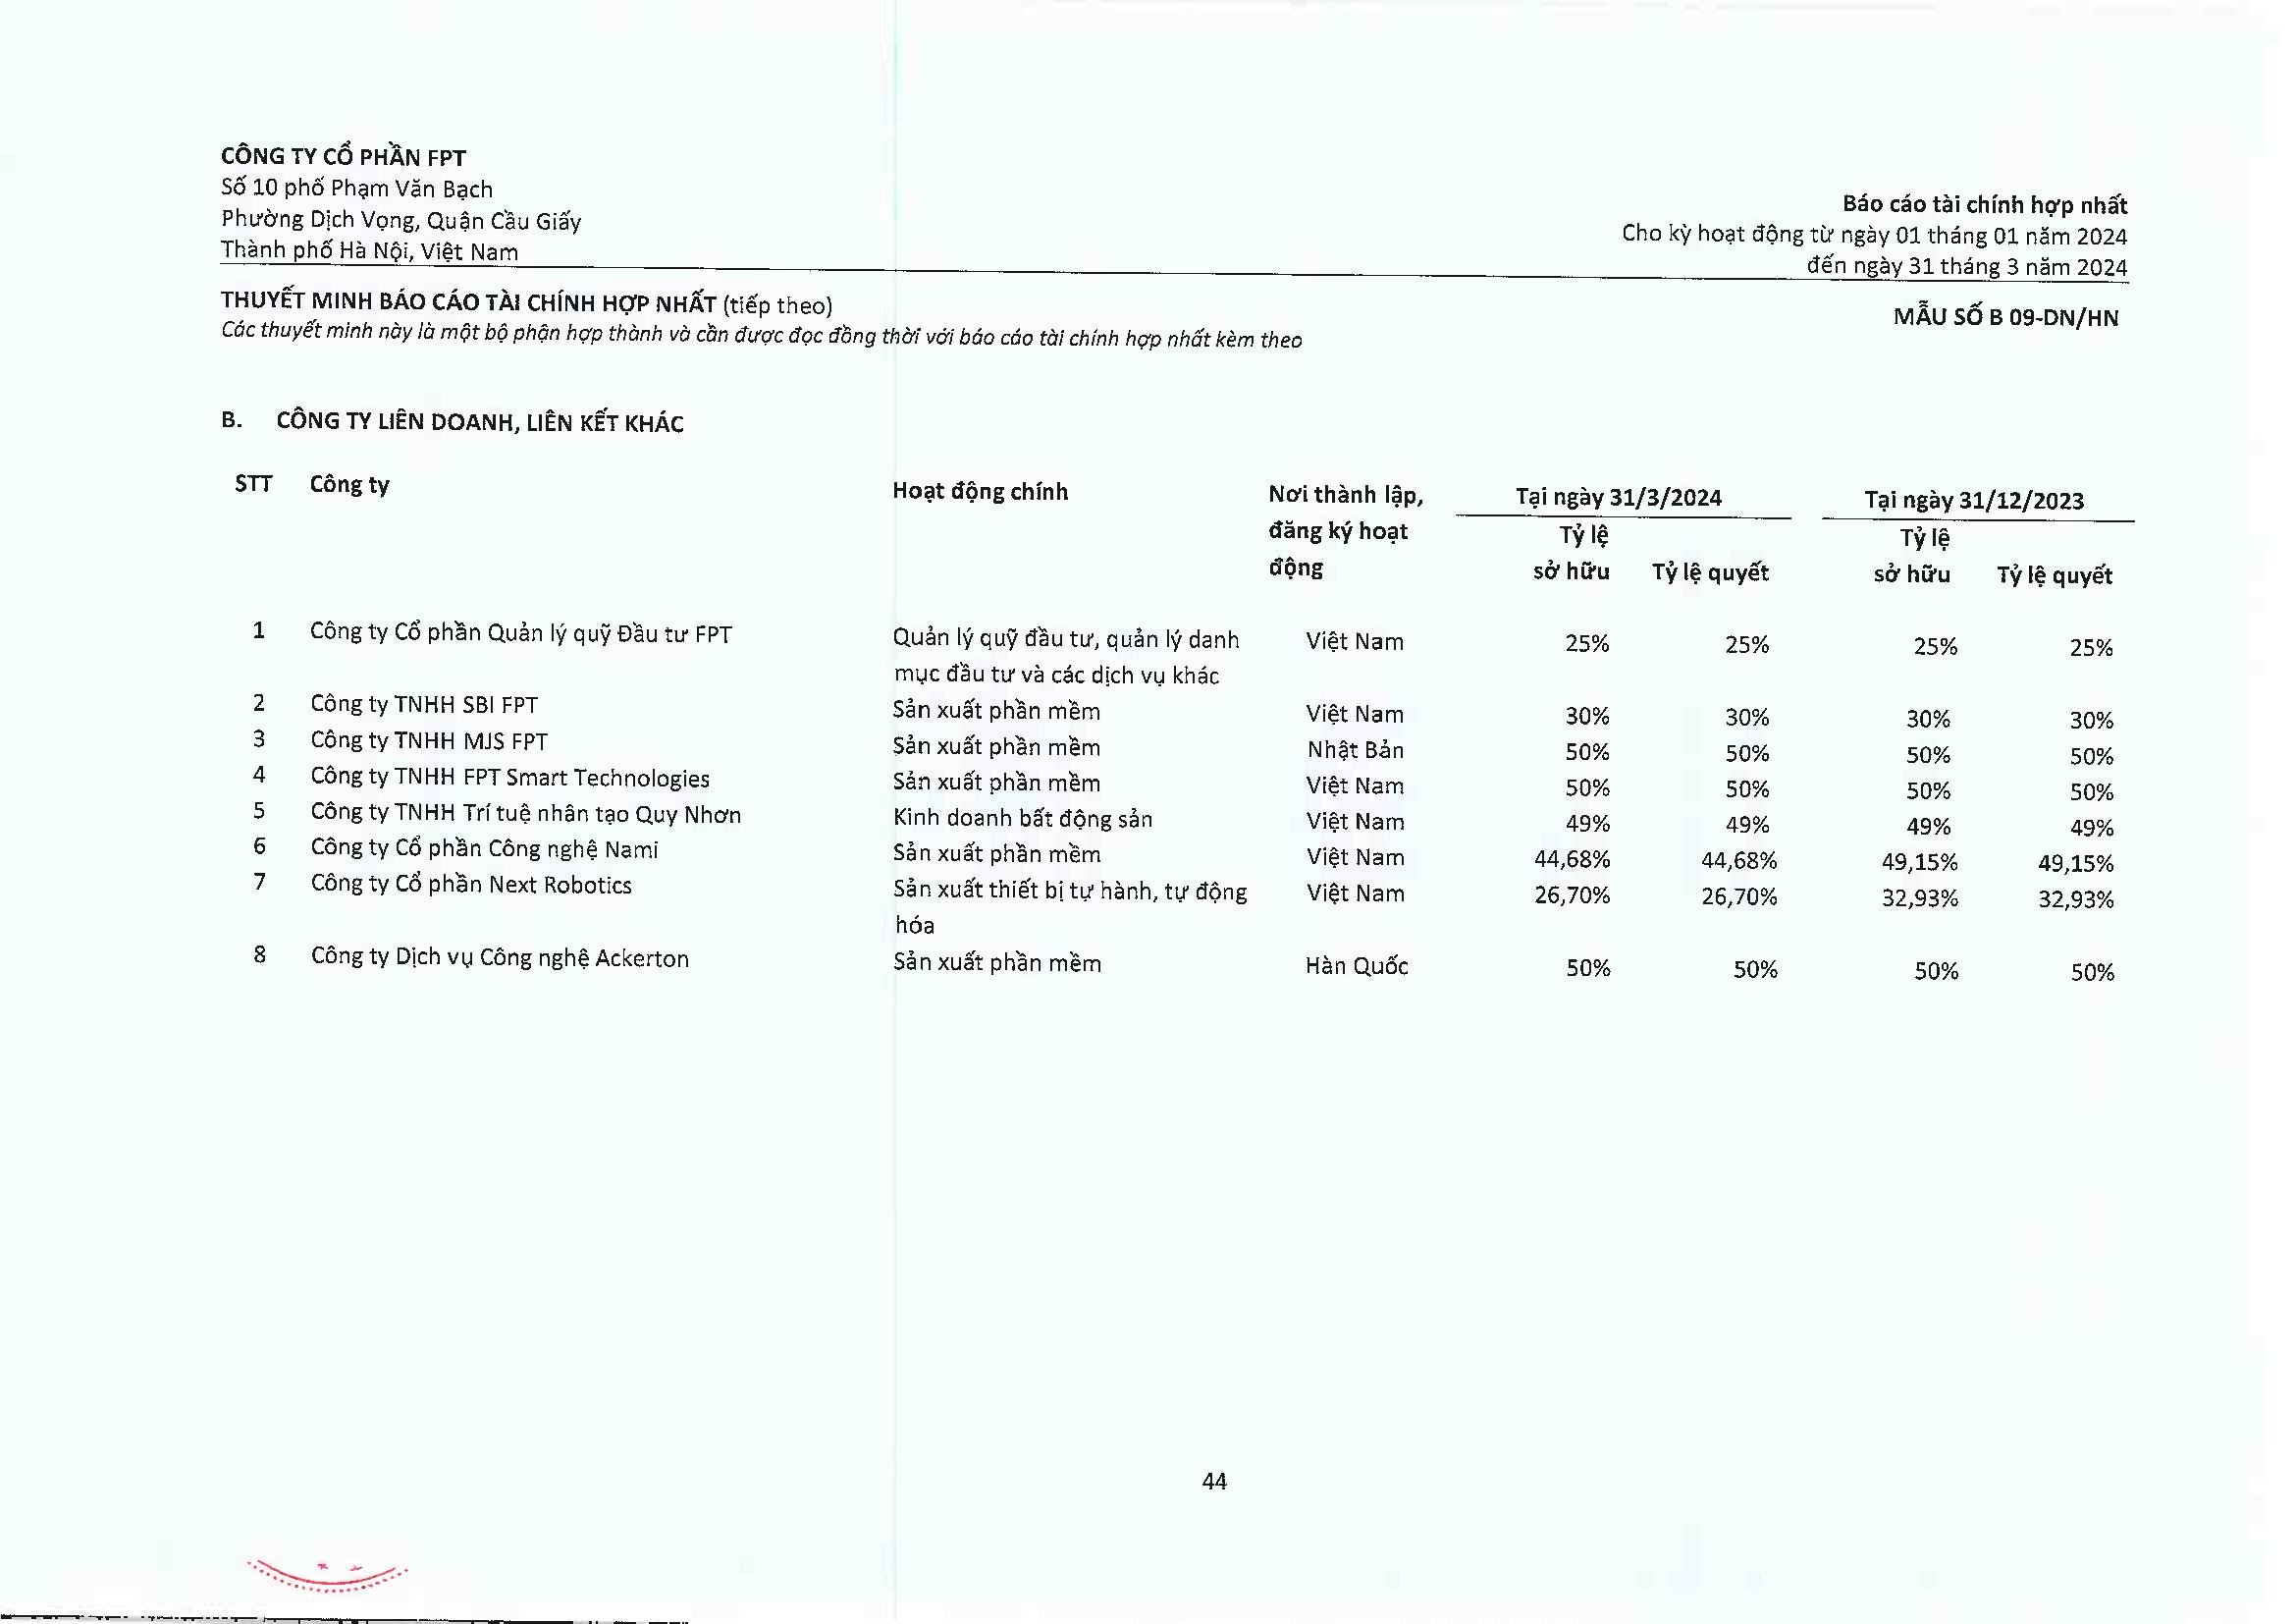 CÔNG TY CỔ PHẦN FPT
Số 10 phố Phạm Văn Bạch
Phường Dịch Vọng, Quận Cầu Giấy
Thành phố Hà Nội, Việt Nam
Báo cáo tài chính hợp nhất
Cho kỳ hoạt động từ ngày 01 tháng 01 năm 2024
đến ngày 31 tháng 3 năm 2024
THUYẾT MINH BÁO CÁO TÀI CHÍNH HỢP NHẤT (tiếp theo)
Các thuyết minh này là một bộ phận hợp thành và cần được đọc đồng thời với báo cáo tài chính hợp nhất kèm theo
MẪU SỐ B 09-DN/HN
B. CÔNG TY LIÊN DOANH, LIÊN KẾT KHÁC
STT Công ty Hoạt động chính Nơi thành lập, Tại ngày 31/3/2024 Tại ngày 31/12/2023
đăng ký hoạt Tỷ lệ Tỷ lệ
động sở hữu Tỷ lệ quyết sở hữu Tỷ lệ quyết
1 Công ty Cổ phần Quản lý quỹ Đầu tư FPT Quản lý quỹ đầu tư, quản lý danh Việt Nam 25% 25% 25% 25%
mục đầu tư và các dịch vụ khác
2 Công ty TNHH SBI FPT Sản xuất phần mềm Việt Nam 30% 30% 30% 30%
3 Công ty TNHH MJS FPT Sản xuất phần mềm Nhật Bản 50% 50% 50% 50%
4 Công ty TNHH FPT Smart Technologies Sản xuất phần mềm Việt Nam 50% 50% 50% 50%
5 Công ty TNHH Trí tuệ nhân tạo Quy Nhơn Kinh doanh bất động sản Việt Nam 49% 49% 49% 49%
6 Công ty Cổ phần Công nghệ Nami Sản xuất phần mềm Việt Nam 44,68% 44,68% 49,15% 49,15%
7 Công ty Cổ phần Next Robotics Sản xuất thiết bị tự hành, tự động Việt Nam 26,70% 26,70% 32,93% 32,93%
hóa
8 Công ty Dịch vụ Công nghệ Ackerton Sản xuất phần mềm Hàn Quốc 50% 50% 50% 50%
44